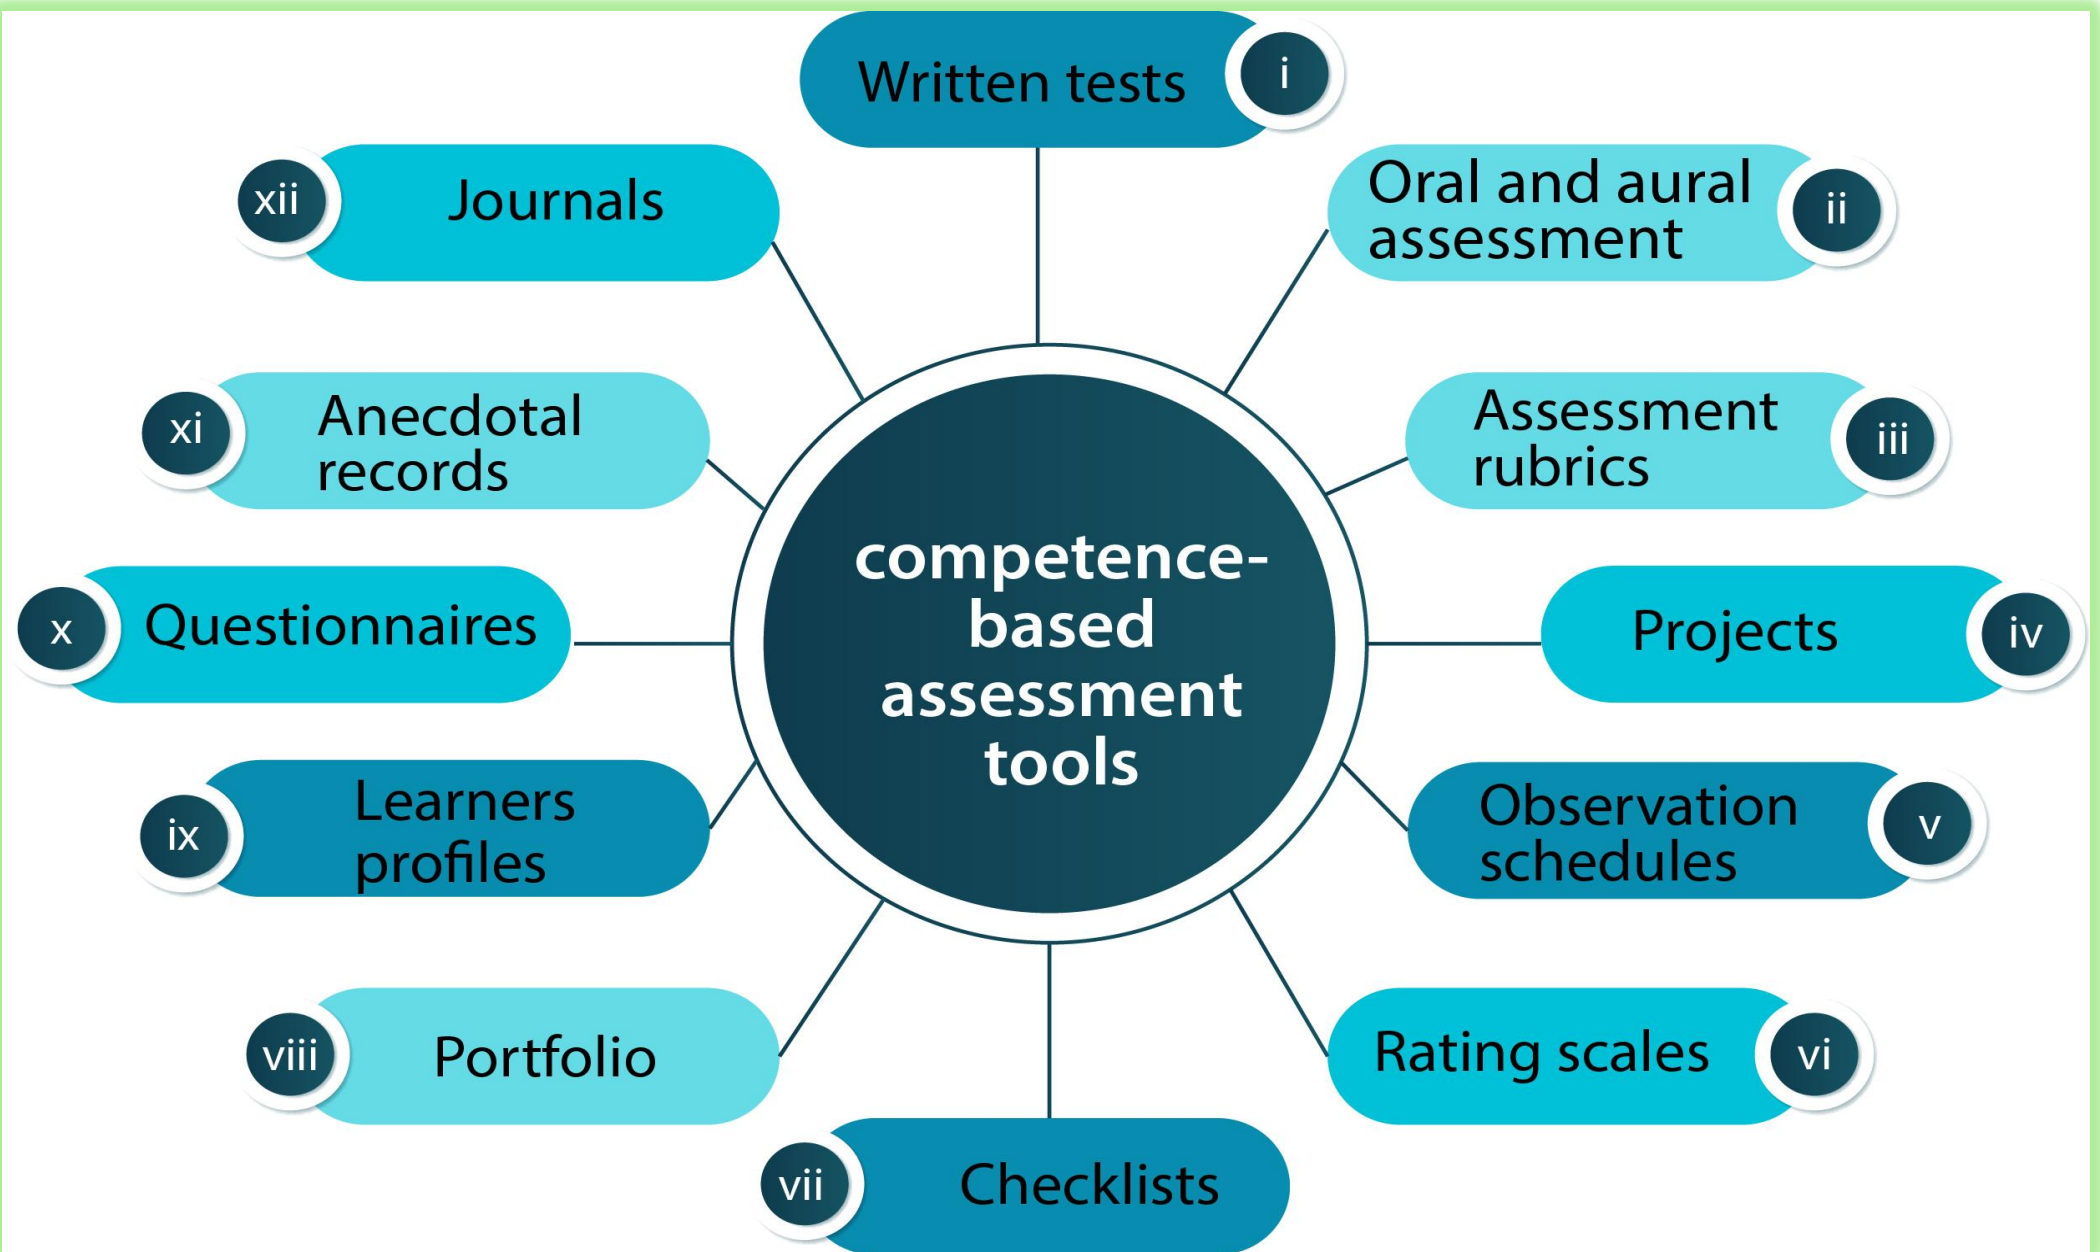 Written tests
i
Oral and aural
assessment
ii
Assessment
rubrics
iii
Projects
iv
Observation
schedules
v
Rating scales
vi
Checklists
vii
Portfolio
viii
Learners
profiles
ix
Questionnaires
x
Anecdotal
records
xi
Journals
xii
competence-
based
assessment
tools